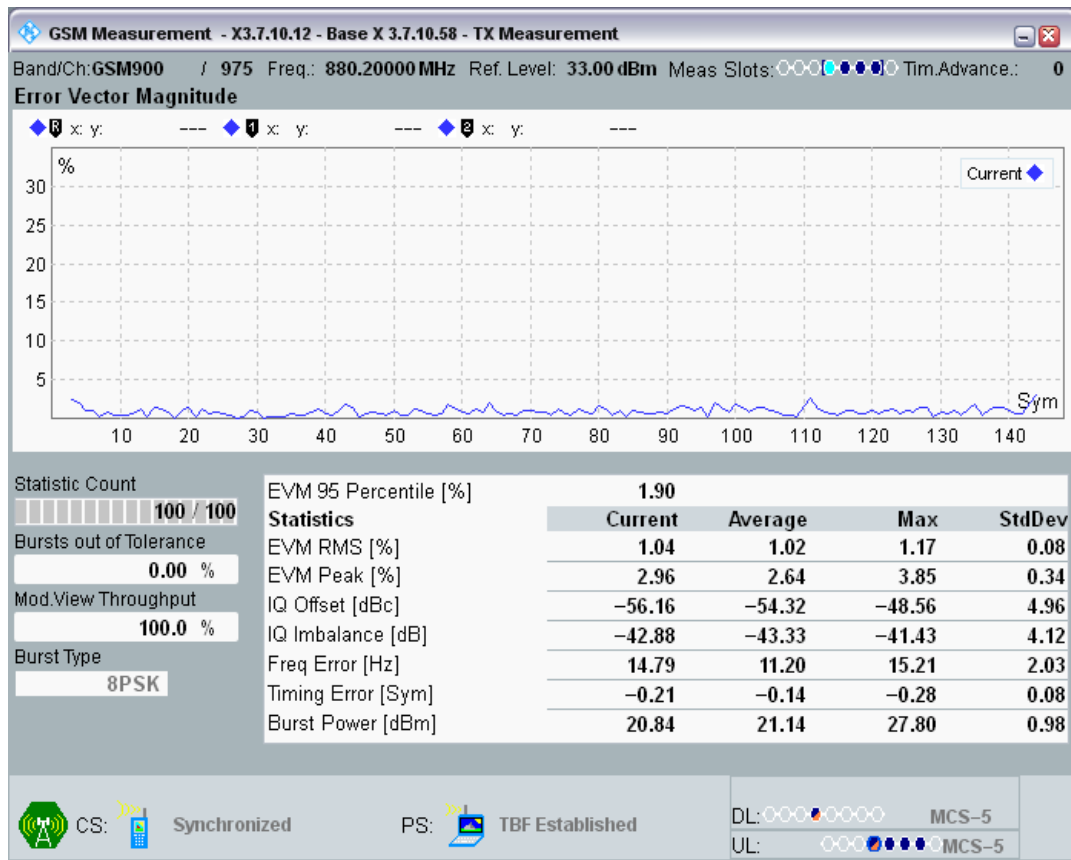 GSM Measurement - X3.7.10.12 - Base X 3.7.10.58 - TX Measurement
Band/Ch:GSM900 / 975 Freq.: 880.20000 MHz Ref. Level: 33.00 dBm Meas Slots: Tim.Advance.: 0
Error Vector Magnitude
R x: y: --- 1 x: y: --- 2 x: y: ---
%
Current
30
25
20
15
10
5
Sym
10 20 30 40 50 60 70 80 90 100 110 120 130 140
Statistic Count
100 / 100
Bursts out of Tolerance
0.00 %
Mod.View Throughput
100.0 %
Burst Type
8PSK
EVM 95 Percentile [%] 1.90
Statistics Current Average Max StdDev
EVM RMS [%] 1.04 1.02 1.17 0.08
EVM Peak [%] 2.96 2.64 3.85 0.34
IQ Offset [dBc] −56.16 −54.32 −48.56 4.96
IQ Imbalance [dB] −42.88 −43.33 −41.43 4.12
Freq Error [Hz] 14.79 11.20 15.21 2.03
Timing Error [Sym] −0.21 −0.14 −0.28 0.08
Burst Power [dBm] 20.84 21.14 27.80 0.98
CS: Synchronized PS: TBF Established
DL: MCS−5
UL: MCS−5